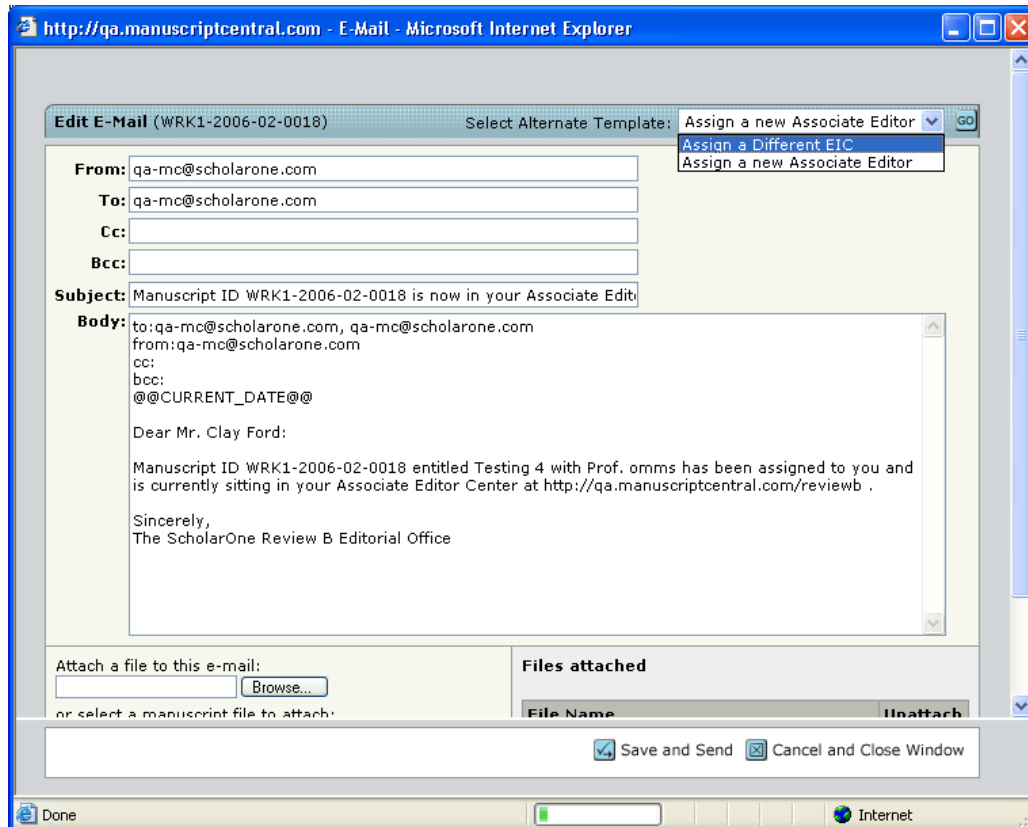 http://qa.manuscriptcentral.com - E-Mail - Microsoft Internet Explorer
Edit E-Mail (WRK1-2006-02-0018) Select Alternate Template: Assign a new Associate Editor GO
Assign a Different EIC
Assign a new Associate Editor
From: qa-mc@scholarone.com
To: qa-mc@scholarone.com
Cc:
Bcc:
Subject: Manuscript ID WRK1-2006-02-0018 is now in your Associate Edit
Body: to:qa-mc@scholarone.com, qa-mc@scholarone.com
from:qa-mc@scholarone.com
cc:
bcc:
@@CURRENT_DATE@@
Dear Mr. Clay Ford:
Manuscript ID WRK1-2006-02-0018 entitled Testing 4 with Prof. omms has been assigned to you and
is currently sitting in your Associate Editor Center at http://qa.manuscriptcentral.com/reviewb .
Sincerely,
The ScholarOne Review B Editorial Office
Attach a file to this e-mail:
Browse...
or select a manuscript file to attach:
Files attached
File Name Unattach
Save and Send Cancel and Close Window
Done Internet